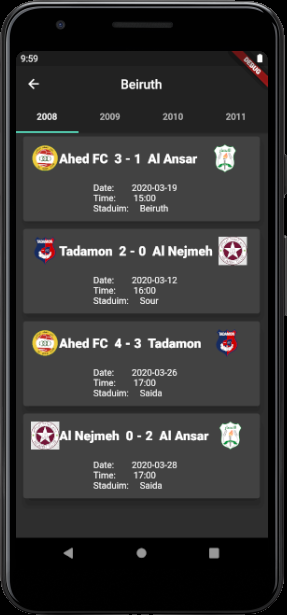 9:59
DEBUG
Beiruth
2008 2009 2010 2011
Ahed FC 3 - 1 Al Ansar
Date: 2020-03-19
Time: 15:00
Staduim: Beiruth
Tadamon 2 - 0 Al Nejmeh
Date: 2020-03-12
Time: 16:00
Staduim: Sour
Ahed FC 4 - 3 Tadamon
Date: 2020-03-26
Time: 17:00
Staduim: Saida
Al Nejmeh 0 - 2 Al Ansar
Date: 2020-03-28
Time: 17:00
Staduim: Saida